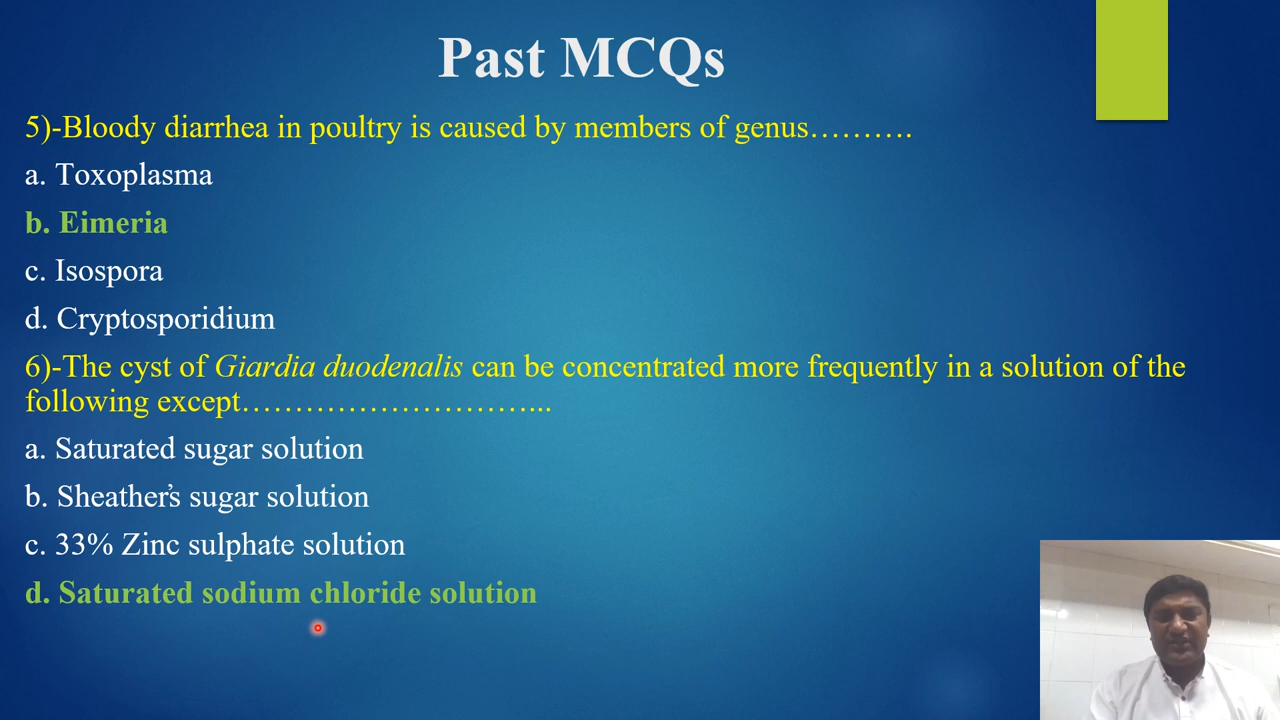 Past MCQs
5)-Bloody diarrhea in poultry is caused by members of genus……….
a. Toxoplasma
b. Eimeria
c. Isospora
d. Cryptosporidium
6)-The cyst of Giardia duodenalis can be concentrated more frequently in a solution of the
following except…………………………...
a. Saturated sugar solution
b. Sheather's sugar solution
c. 33% Zinc sulphate solution
d. Saturated sodium chloride solution